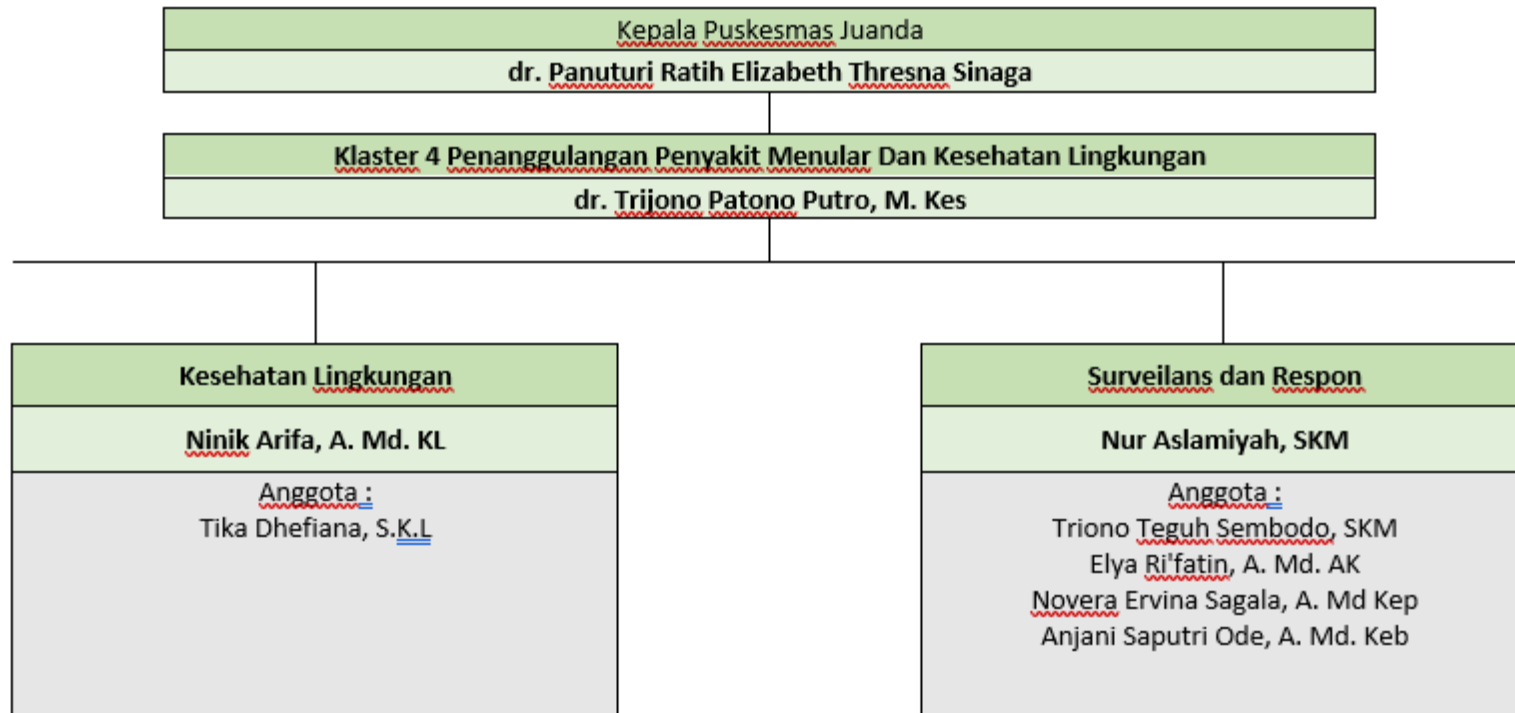 Kepala Puskesmas Juanda
dr. Panuturi Ratih Elizabeth Thresna Sinaga
Klaster 4 Penanggulangan Penyakit Menular Dan Kesehatan Lingkungan
dr. Trijono Patono Putro, M. Kes
Kesehatan Lingkungan
Ninik Arifa, A. Md. KL
Anggota :
Tika Dhefiana, S.K.L
Surveilans dan Respon
Nur Aslamiyah, SKM
Anggota :
Triono Teguh Sembodo, SKM
Elya Ri'fatin, A. Md. AK
Novera Ervina Sagala, A. Md Kep
Anjani Saputri Ode, A. Md. Keb